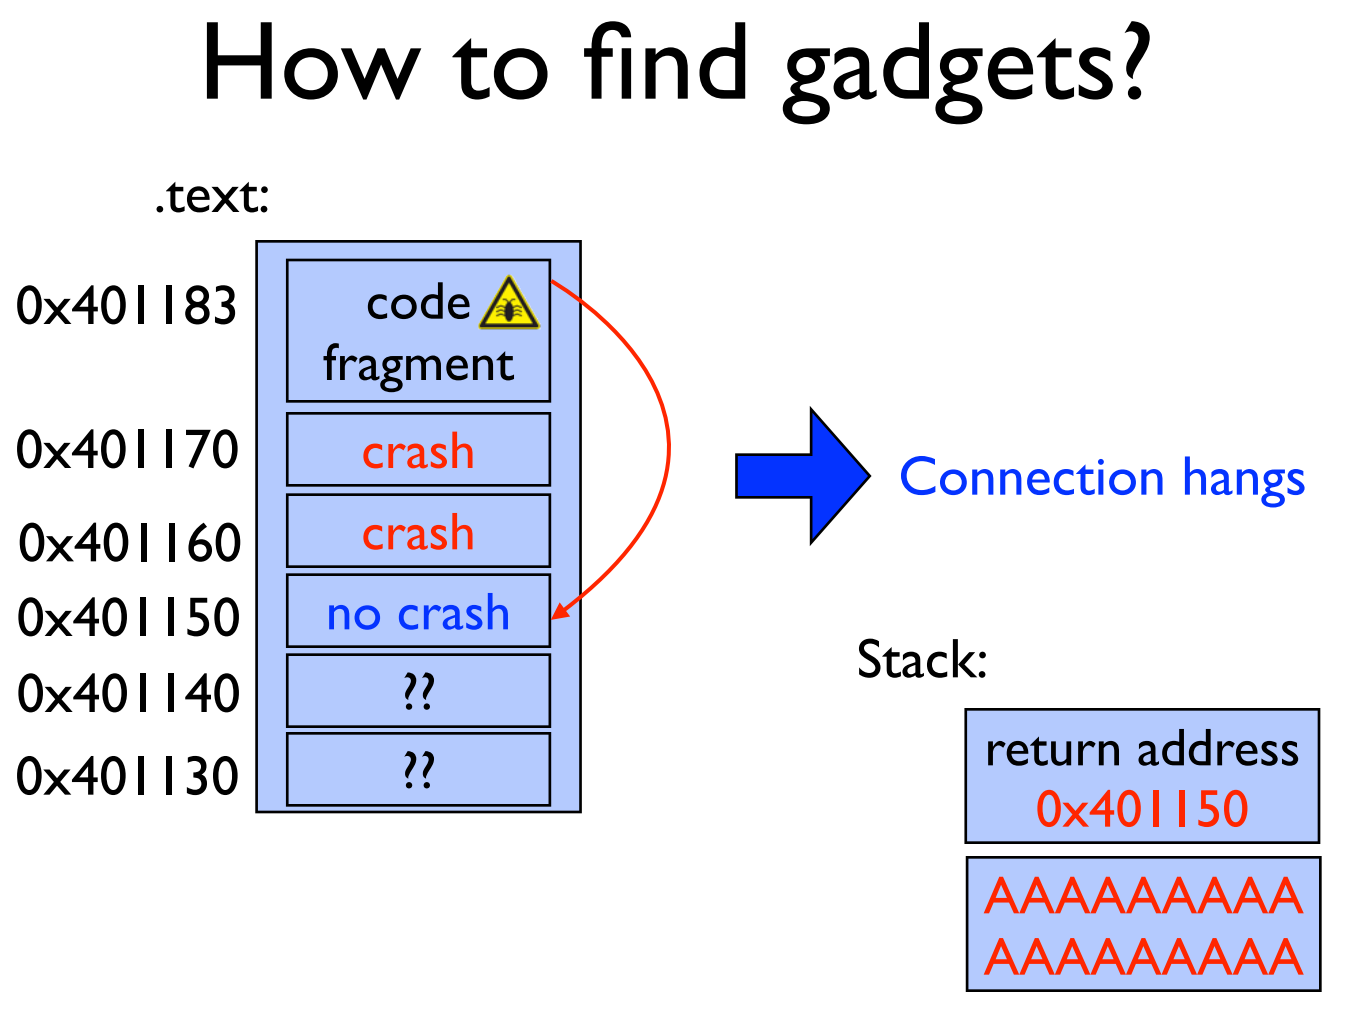 How to find gadgets?
.text:
0x401183
code
fragment
0x401170
crash
0x401160
crash
0x401150
no crash
0x401140
??
0x401130
??
Connection hangs
Stack:
return address
0x401150
AAAAAAAAA
AAAAAAAAA